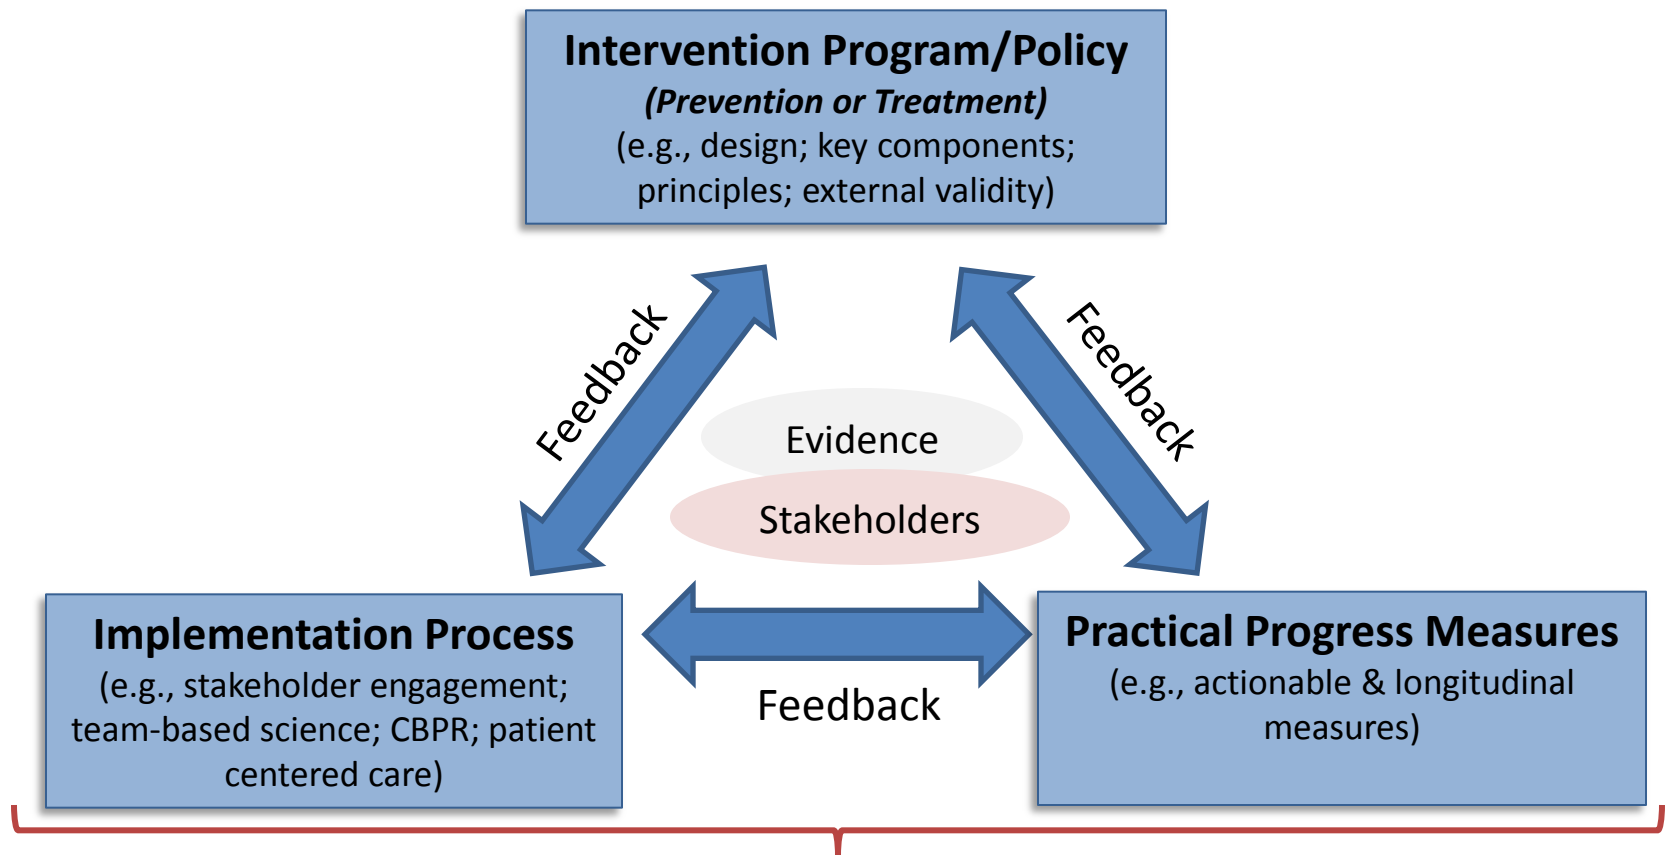 Intervention Program/Policy
(Prevention or Treatment)
(e.g., design; key components;
principles; external validity)
Feedback
Feedback
Evidence
Stakeholders
Implementation Process
(e.g., stakeholder engagement;
team-based science; CBPR; patient
centered care)
Feedback
Practical Progress Measures
(e.g., actionable & longitudinal
measures)